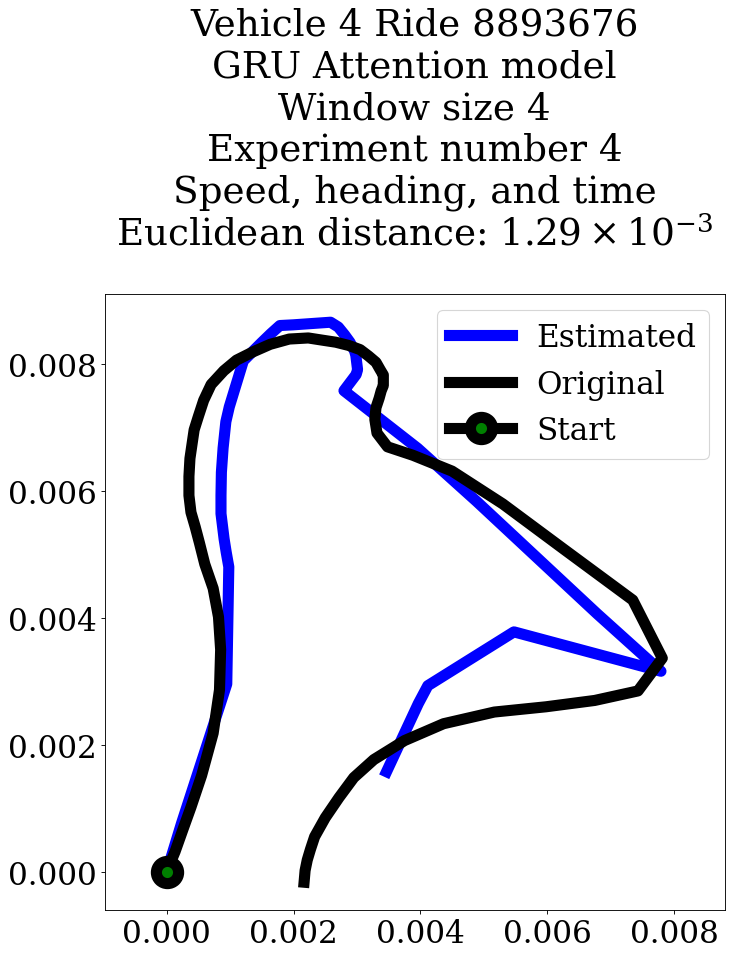 Vehicle 4 Ride 8893676
GRU Attention model
Window size 4
Experiment number 4
Speed, heading, and time
Euclidean distance: 1.29 × 10⁻³
Estimated
Original
Start
0.008
0.006
0.004
0.002
0.000
0.000 0.002 0.004 0.006 0.008